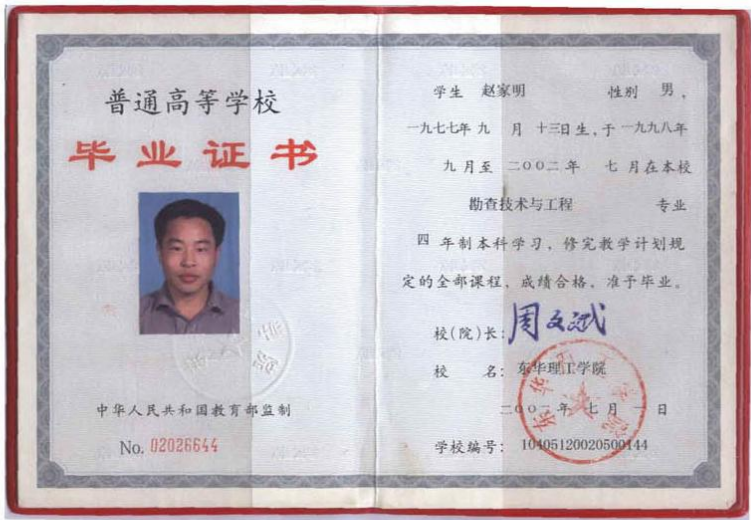 普通高等学校
毕业证书
中华人民共和国教育部监制
No. 02026644
学生 赵家明 性别 男、
一九七七年九 月 十三日生,于一九九八年
九月至 二〇〇二年 七 月在本校
勘查技术与工程 专业
四 年制本科学习、修完教学计划规
定的全部课程、成绩合格、准予毕业。
校(院)长:周文斌
校 名:东华理工学院
二〇〇二年 七 月 一 日
学校编号: 10405120020500144